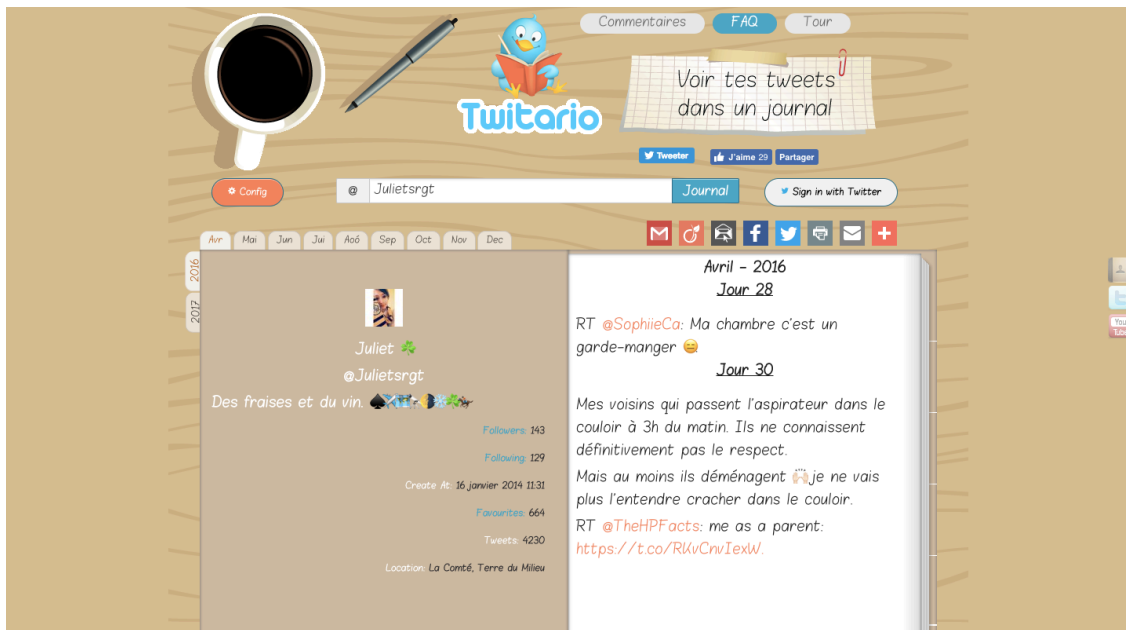 Commentaires FAQ Tour
Voir tes tweets
dans un journal
Twitario
Tweeter J'aime 29 Partager
Config @ Julietsrgt Journal Sign in with Twitter
Avr Mai Jun Jui Aoô Sep Oct Nov Dec
2016
2017
Juliet ☘️
@Julietsrgt
Des fraises et du vin.
Followers: 143
Following: 129
Create At: 16 janvier 2014 11:31
Favourites: 664
Tweets: 4230
Location: La Comté, Terre du Milieu
Avril - 2016
Jour 28
RT @SophiieCa: Ma chambre c'est un
garde-manger 😋
Jour 30
Mes voisins qui passent l'aspirateur dans le
couloir à 3h du matin. Ils ne connaissent
définitivement pas le respect.
Mais au moins ils déménagent 🙌🏻 je ne vais
plus l'entendre cracher dans le couloir.
RT @TheHPFacts: me as a parent:
https://t.co/RKvCnvIexW.
You
Tube